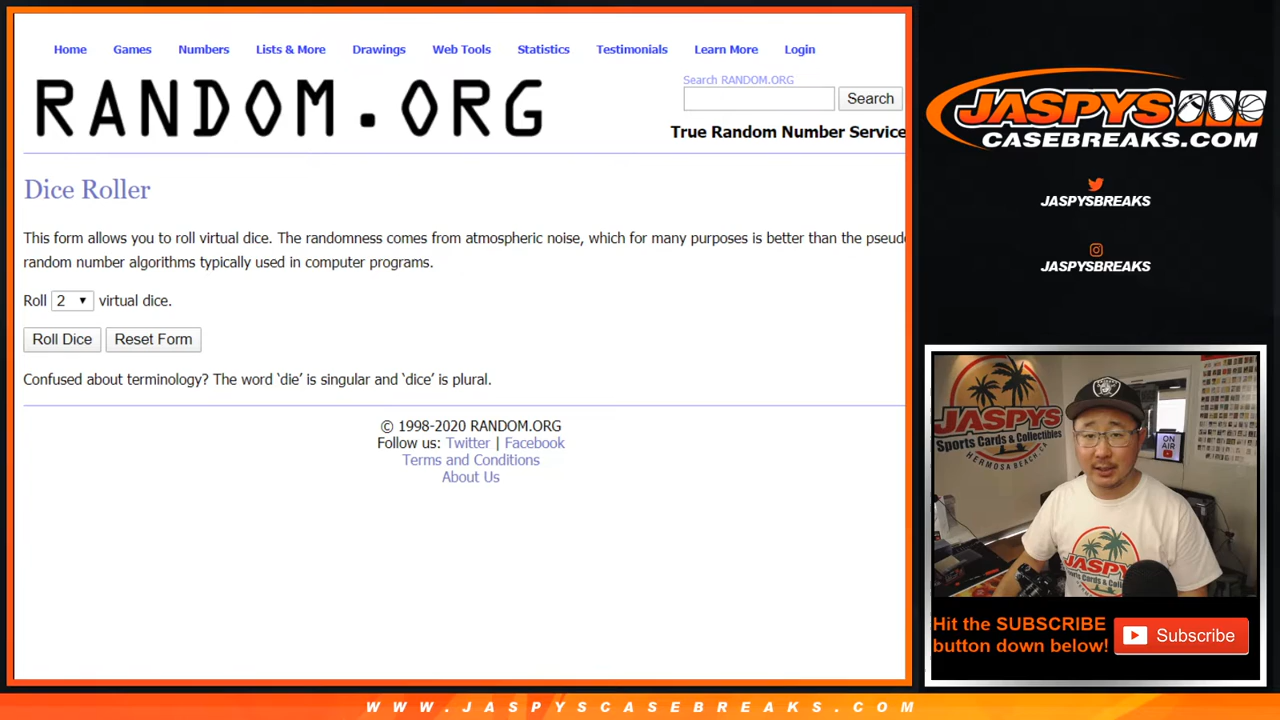 Home Games Numbers Lists & More Drawings Web Tools Statistics Testimonials Learn More Login
RANDOM.ORG
Search RANDOM.ORG
Search
True Random Number Service
Dice Roller
This form allows you to roll virtual dice. The randomness comes from atmospheric noise, which for many purposes is better than the pseudo
random number algorithms typically used in computer programs.
Roll 2 virtual dice.
Roll Dice Reset Form
Confused about terminology? The word ‘die’ is singular and ‘dice’ is plural.
© 1998-2020 RANDOM.ORG
Follow us: Twitter | Facebook
Terms and Conditions
About Us
JASPYS
CASEBREAKS.COM
JASPYSBREAKS
JASPYSBREAKS
JASPYS
Sports Cards & Collectibles
HERMOSA BEACH, CA
ON
AIR
JASPYS
Hit the SUBSCRIBE
button down below!
Subscribe
WWW.JASPYSCASEBREAKS.COM